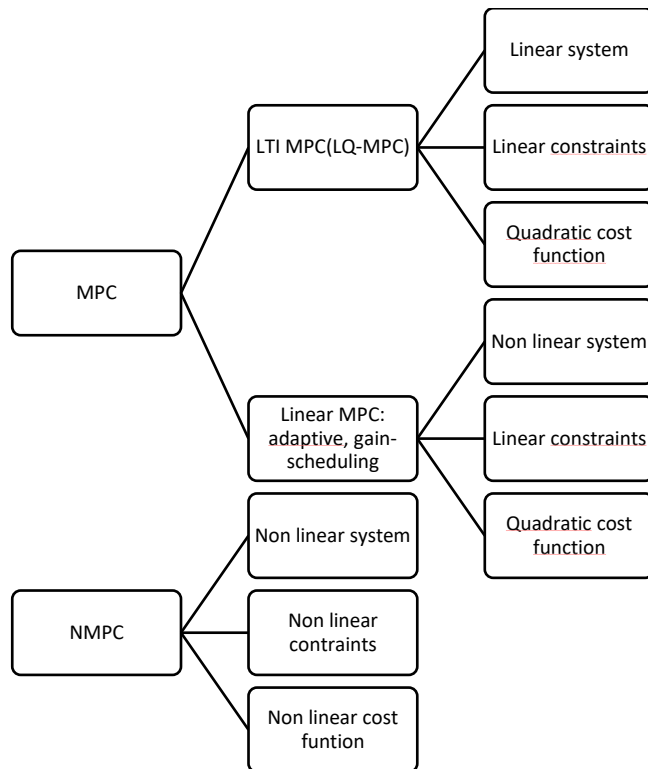 MPC
LTI MPC(LQ-MPC)
Linear system
Linear constraints
Quadratic cost
function
Linear MPC:
adaptive, gain-
scheduling
Non linear system
Linear constraints
Quadratic cost
function
NMPC
Non linear system
Non linear
contraints
Non linear cost
funtion